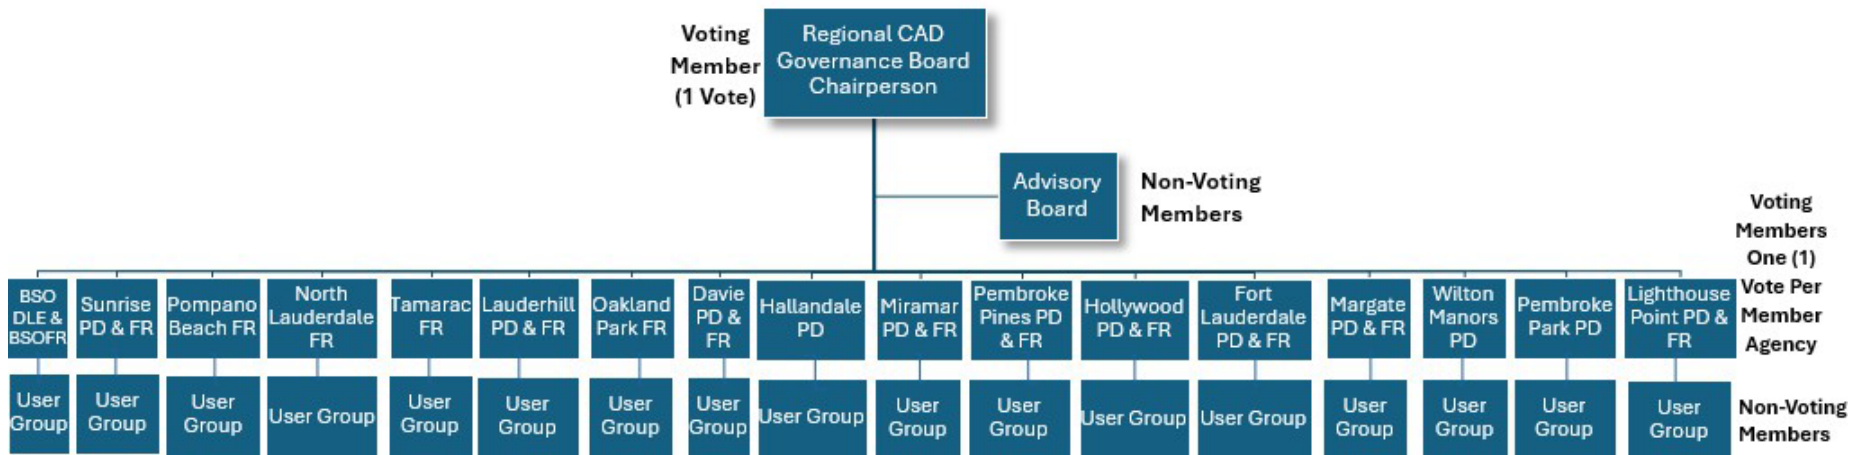 Voting
Member
(1 Vote)
Regional CAD
Governance Board
Chairperson
Advisory
Board
Non-Voting
Members
Voting
Members
One (1)
Vote Per
Member
Agency
BSO
DLE &
BSOFR
Sunrise
PD & FR
Pompano
Beach FR
North
Lauderdale
FR
Tamarac
FR
Lauderhill
PD & FR
Oakland
Park FR
Davie
PD &
FR
Hallandale
PD
Miramar
PD & FR
Pembroke
Pines PD
& FR
Hollywood
PD & FR
Fort
Lauderdale
PD & FR
Margate
PD & FR
Wilton
Manors
PD
Pembroke
Park PD
Lighthouse
Point PD &
FR
User
Group
User
Group
User
Group
User Group
User
Group
User
Group
User
Group
User
Group
User Group
User
Group
User
Group
User Group
User Group
User
Group
User
Group
User
Group
User
Group
Non-Voting
Members